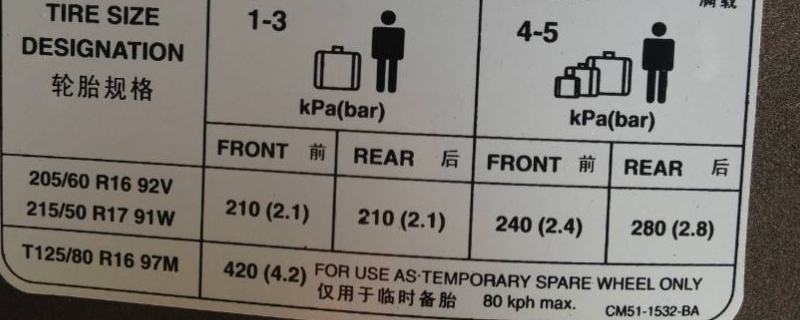 满载
TIRE SIZE
DESIGNATION
轮胎规格
1-3
kPa(bar)
4-5
kPa(bar)
FRONT 前
REAR 后
FRONT 前
REAR 后
205/60 R16 92V
215/50 R17 91W
210 (2.1)
210 (2.1)
240 (2.4)
280 (2.8)
T125/80 R16 97M
420 (4.2)
FOR USE AS TEMPORARY SPARE WHEEL ONLY
仅用于临时备胎 80 kph max.
CM51-1532-BA